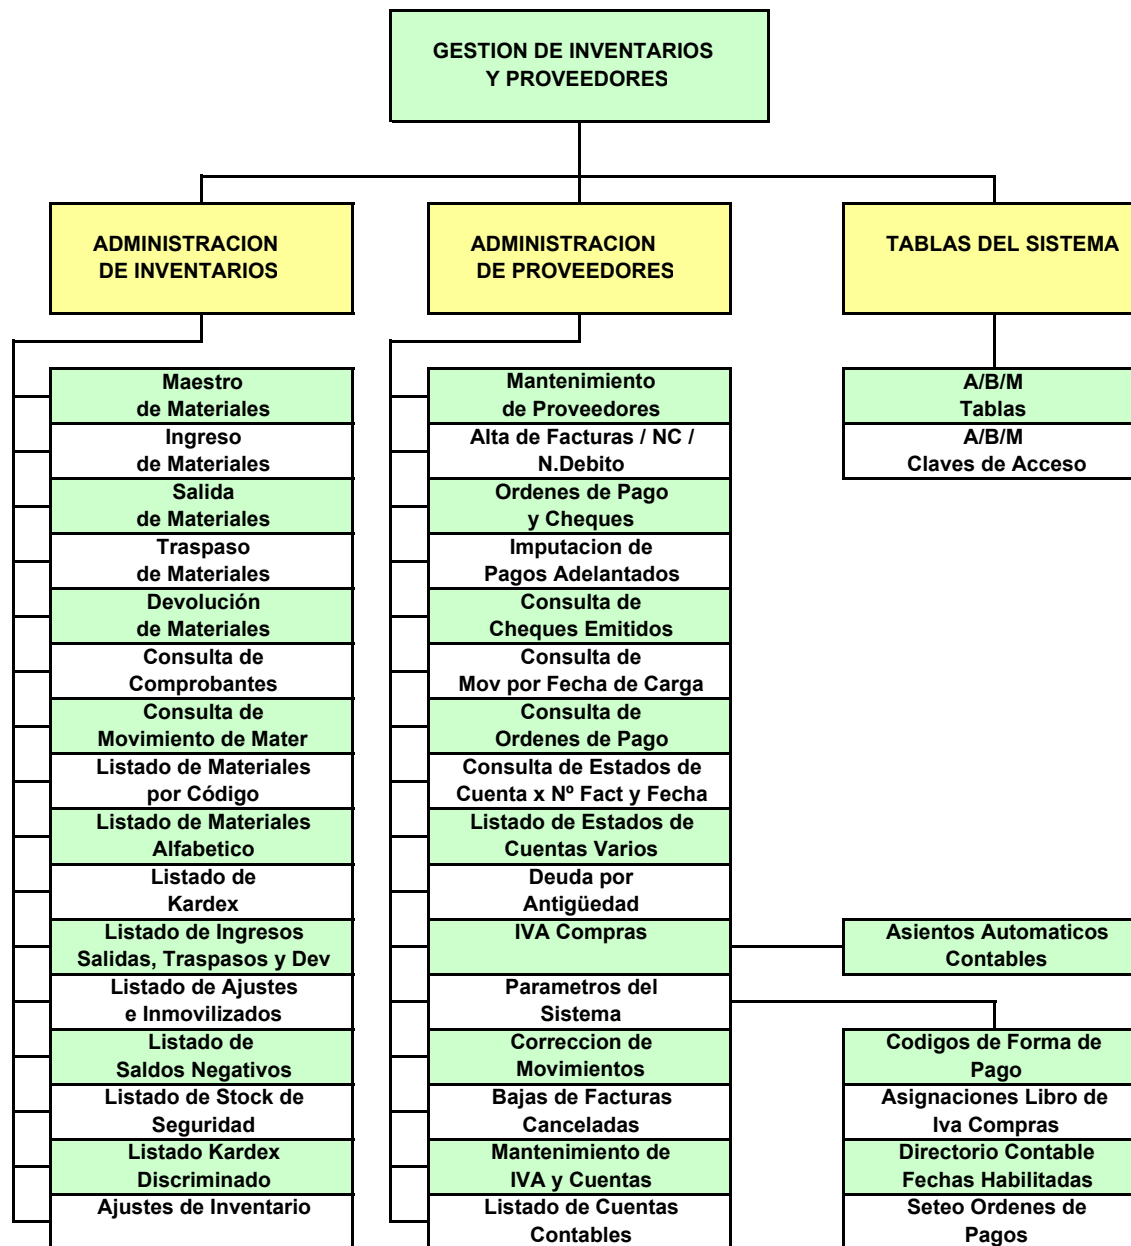 GESTION DE INVENTARIOS
Y PROVEEDORES
ADMINISTRACION
DE INVENTARIOS
ADMINISTRACION
DE PROVEEDORES
TABLAS DEL SISTEMA
Maestro
de Materiales
Ingreso
de Materiales
Salida
de Materiales
Traspaso
de Materiales
Devolución
de Materiales
Consulta de
Comprobantes
Consulta de
Movimiento de Mater
Listado de Materiales
por Código
Listado de Materiales
Alfabetico
Listado de
Kardex
Listado de Ingresos
Salidas, Traspasos y Dev
Listado de Ajustes
e Inmovilizados
Listado de
Saldos Negativos
Listado de Stock de
Seguridad
Listado Kardex
Discriminado
Ajustes de Inventario
Mantenimiento
de Proveedores
Alta de Facturas / NC /
N.Debito
Ordenes de Pago
y Cheques
Imputacion de
Pagos Adelantados
Consulta de
Cheques Emitidos
Consulta de
Mov por Fecha de Carga
Consulta de
Ordenes de Pago
Consulta de Estados de
Cuenta x Nº Fact y Fecha
Listado de Estados de
Cuentas Varios
Deuda por
Antigüedad
IVA Compras
Parametros del
Sistema
Correccion de
Movimientos
Bajas de Facturas
Canceladas
Mantenimiento de
IVA y Cuentas
Listado de Cuentas
Contables
A/B/M
Tablas
A/B/M
Claves de Acceso
Asientos Automaticos
Contables
Codigos de Forma de
Pago
Asignaciones Libro de
Iva Compras
Directorio Contable
Fechas Habilitadas
Seteo Ordenes de
Pagos